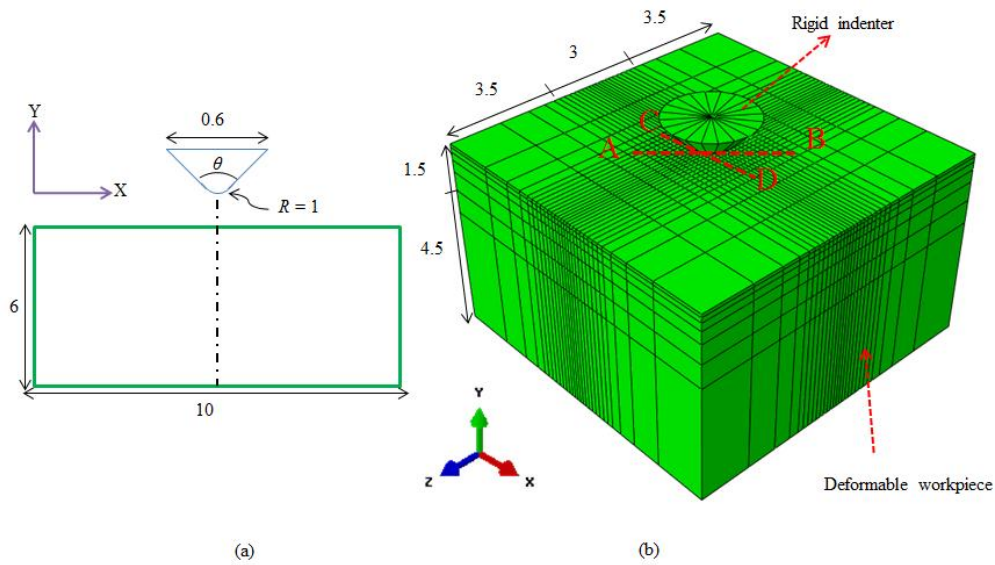 Y
X
0.6
θ
R = 1
6
10
(a)
3.5
3
3.5
1.5
4.5
Rigid indenter
C
A
B
D
Y
Z
X
Deformable workpiece
(b)